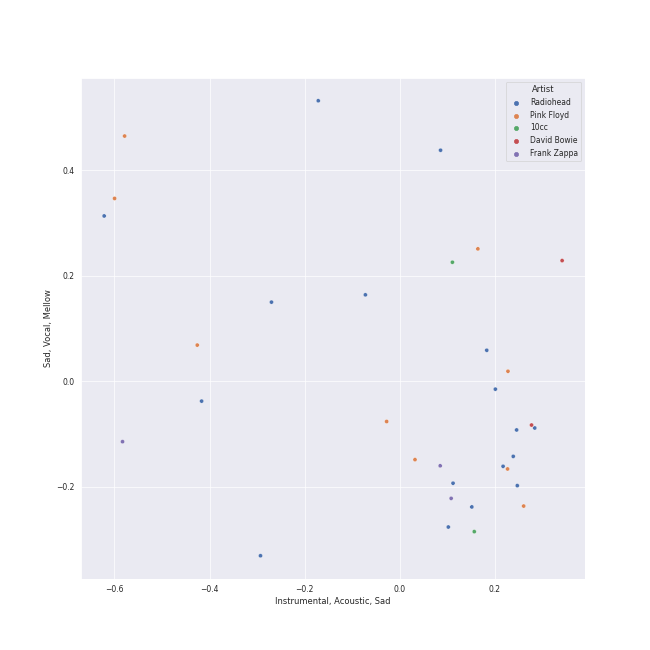 Artist
Radiohead
Pink Floyd
10cc
David Bowie
Frank Zappa
0.4
0.2
0.0
−0.2
Sad, Vocal, Mellow
−0.6 −0.4 −0.2 0.0 0.2
Instrumental, Acoustic, Sad